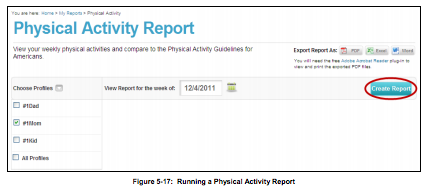 You are here: Home > My Reports > Physical Activity
Physical Activity Report
View your weekly physical activities and compare to the Physical Activity Guidelines for
Americans.
Export Report As: PDF Excel Word
You will need the free Adobe Acrobat Reader plug-in to
view and print the exported PDF files.
Choose Profiles
View Report for the week of: 12/4/2011
Create Report
#1Dad
#1Mom
#1Kid
All Profiles
Figure 5-17: Running a Physical Activity Report